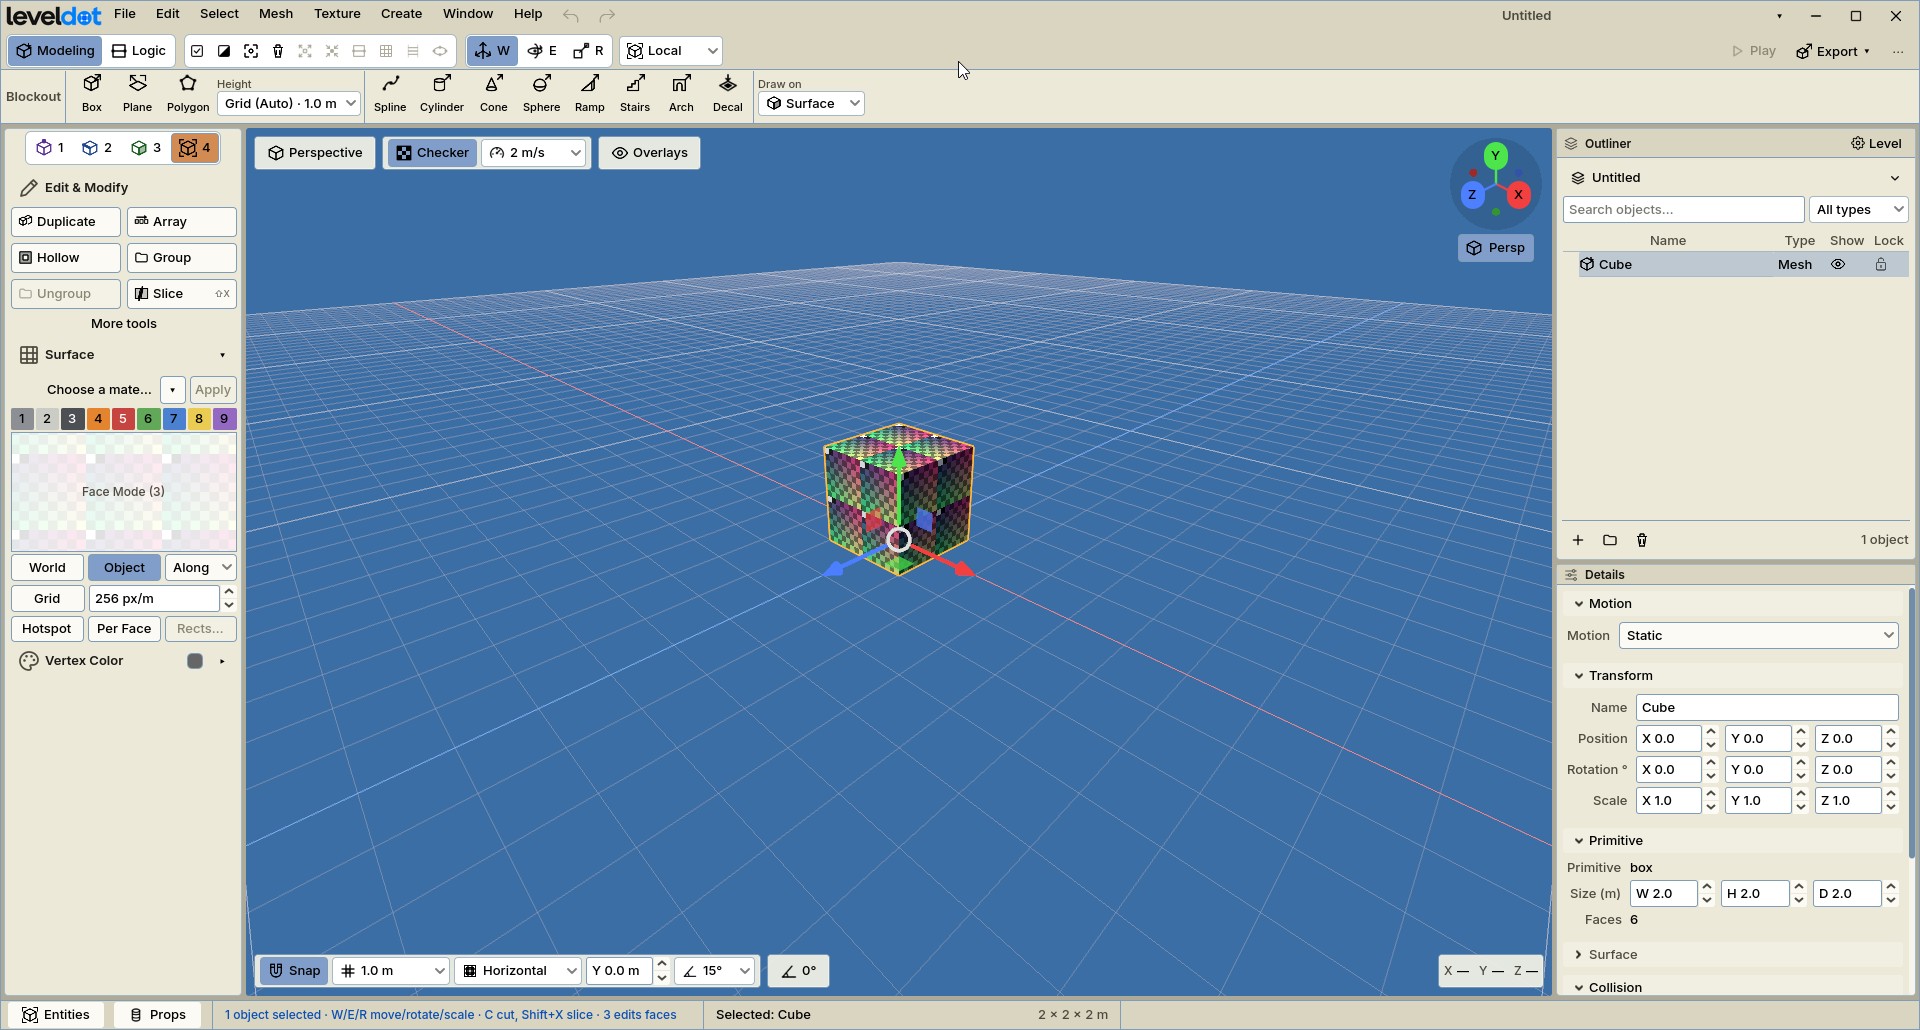 leveldot File Edit Select Mesh Texture Create Window Help Untitled
Modeling Logic W E R Local Play Export
Blockout Box Plane Polygon Height Grid (Auto) · 1.0 m Spline Cylinder Cone Sphere Ramp Stairs Arch Decal Draw on Surface
1 2 3 4
Edit & Modify
Duplicate Array
Hollow Group
Ungroup Slice ⇧X
More tools
Surface
Choose a mate... Apply
1 2 3 4 5 6 7 8 9
Face Mode (3)
World Object Along
Grid 256 px/m
Hotspot Per Face Rects...
Vertex Color
Perspective Checker 2 m/s Overlays
Y
Z X
Persp
Snap 1.0 m Horizontal Y 0.0 m 15° 0°
X — Y — Z —
Outliner Level
Untitled
Search objects... All types
Name Type Show Lock
Cube Mesh
1 object
Details
Motion
Motion Static
Transform
Name Cube
Position X 0.0 Y 0.0 Z 0.0
Rotation ° X 0.0 Y 0.0 Z 0.0
Scale X 1.0 Y 1.0 Z 1.0
Primitive
Primitive box
Size (m) W 2.0 H 2.0 D 2.0
Faces 6
Surface
Collision
Entities Props 1 object selected · W/E/R move/rotate/scale · C cut, Shift+X slice · 3 edits faces Selected: Cube 2 × 2 × 2 m